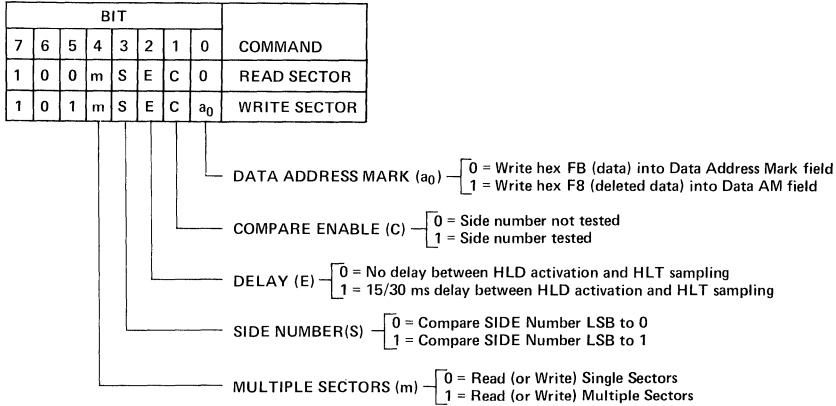 BIT
7 6 5 4 3 2 1 0 COMMAND
1 0 0 m S E C 0 READ SECTOR
1 0 1 m S E C a0 WRITE SECTOR
DATA ADDRESS MARK (a0)
0 = Write hex FB (data) into Data Address Mark field
1 = Write hex F8 (deleted data) into Data AM field
COMPARE ENABLE (C)
0 = Side number not tested
1 = Side number tested
DELAY (E)
0 = No delay between HLD activation and HLT sampling
1 = 15/30 ms delay between HLD activation and HLT sampling
SIDE NUMBER(S)
0 = Compare SIDE Number LSB to 0
1 = Compare SIDE Number LSB to 1
MULTIPLE SECTORS (m)
0 = Read (or Write) Single Sectors
1 = Read (or Write) Multiple Sectors